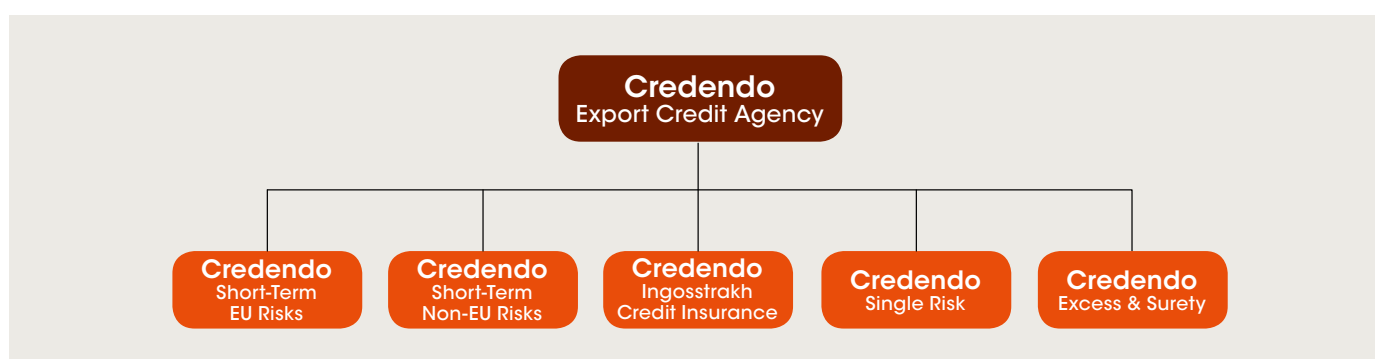 Credendo
Export Credit Agency
Credendo
Short-Term
EU Risks
Credendo
Short-Term
Non-EU Risks
Credendo
Ingosstrakh
Credit Insurance
Credendo
Single Risk
Credendo
Excess & Surety